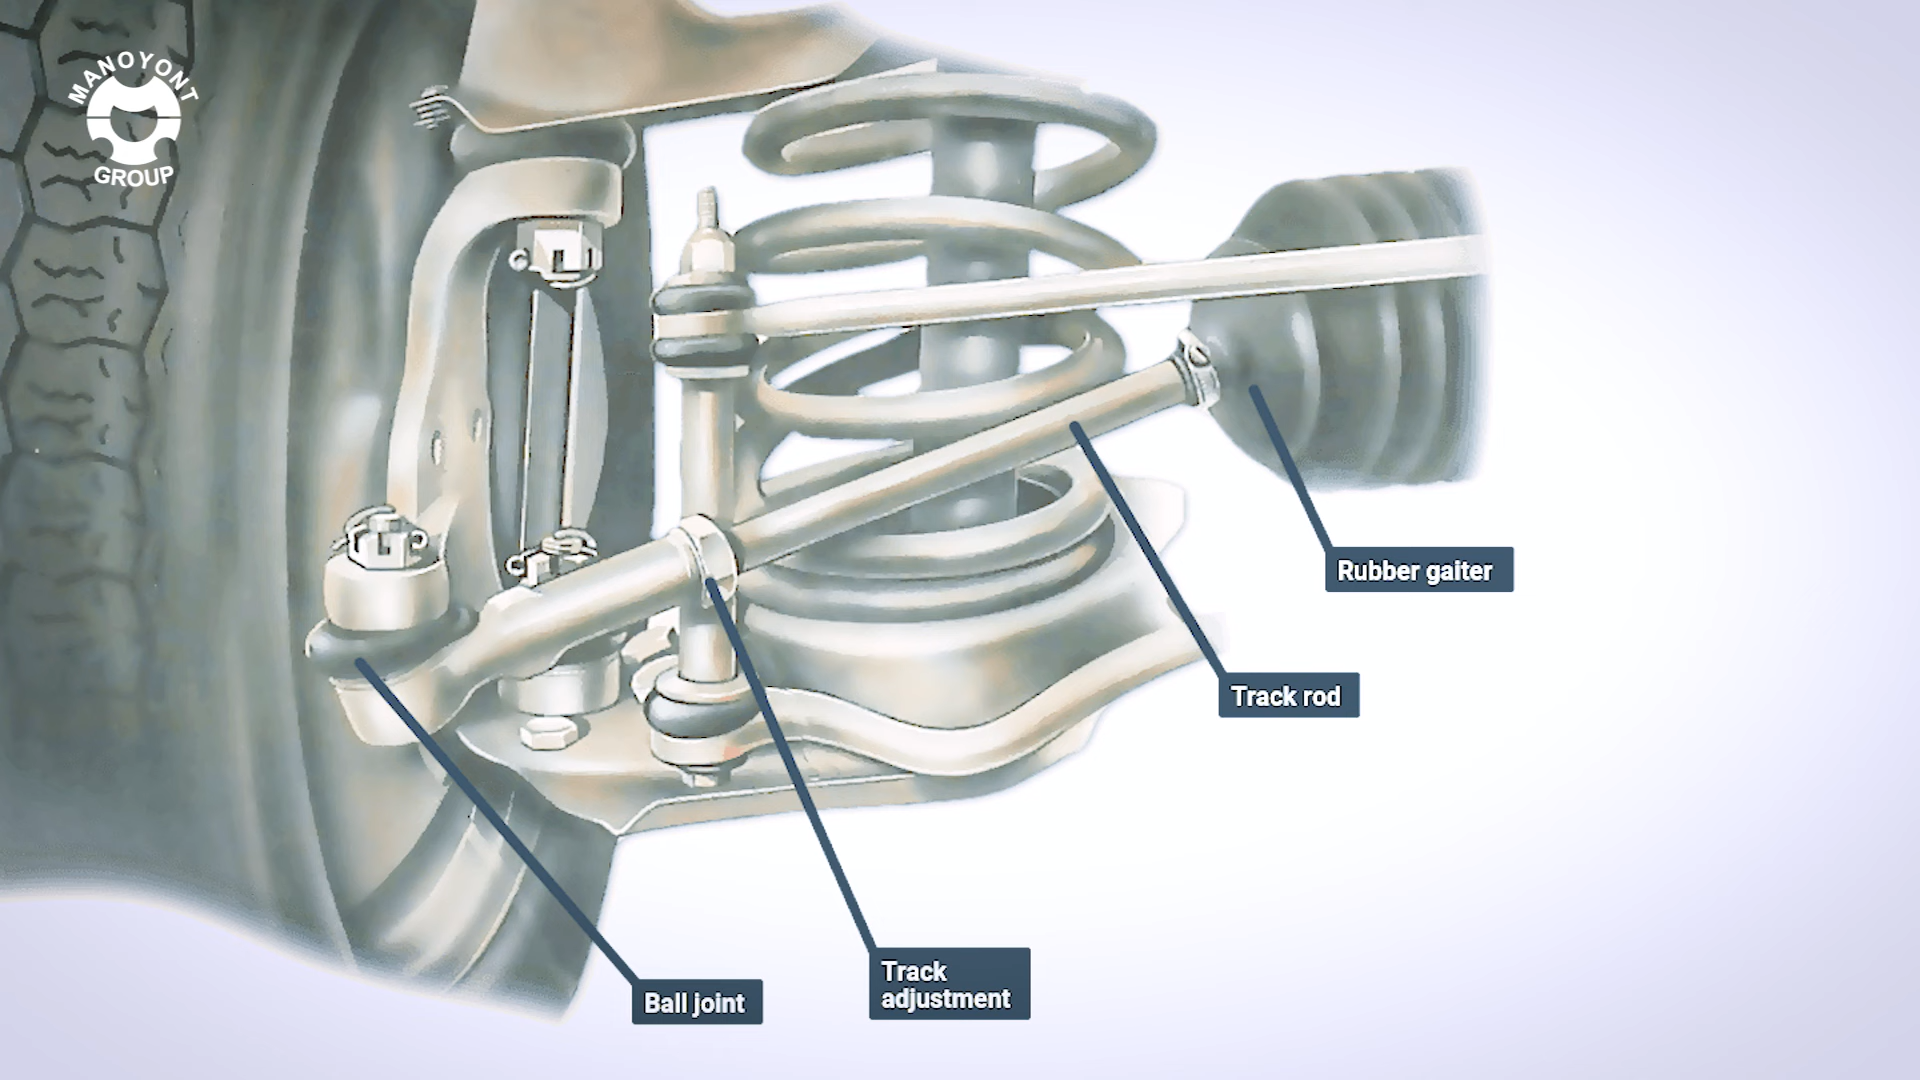 MANOYONT
GROUP
Rubber gaiter
Track rod
Track
adjustment
Ball joint